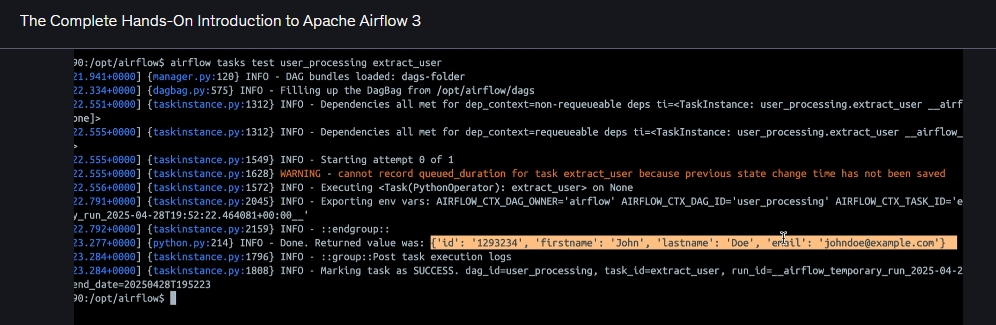 The Complete Hands-On Introduction to Apache Airflow 3
90:/opt/airflow$ airflow tasks test user_processing extract_user
21.941+0000] {manager.py:120} INFO - DAG bundles loaded: dags-folder
22.334+0000] {dagbag.py:575} INFO - Filling up the DagBag from /opt/airflow/dags
22.551+0000] {taskinstance.py:1312} INFO - Dependencies all met for dep_context=non-requeueable deps ti=<TaskInstance: user_processing.extract_user __airf
one]>
22.555+0000] {taskinstance.py:1312} INFO - Dependencies all met for dep_context=requeueable deps ti=<TaskInstance: user_processing.extract_user __airflow_
>
22.555+0000] {taskinstance.py:1549} INFO - Starting attempt 0 of 1
22.555+0000] {taskinstance.py:1628} WARNING - cannot record queued_duration for task extract_user because previous state change time has not been saved
22.556+0000] {taskinstance.py:1572} INFO - Executing <Task(PythonOperator): extract_user> on None
22.791+0000] {taskinstance.py:2045} INFO - Exporting env vars: AIRFLOW_CTX_DAG_OWNER='airflow' AIRFLOW_CTX_DAG_ID='user_processing' AIRFLOW_CTX_TASK_ID='e
y_run_2025-04-28T19:52:22.464081+00:00__'
22.792+0000] {taskinstance.py:2159} INFO - ::endgroup::
23.277+0000] {python.py:214} INFO - Done. Returned value was: {'id': '1293234', 'firstname': 'John', 'lastname': 'Doe', 'email': 'johndoe@example.com'}
23.284+0000] {taskinstance.py:1796} INFO - ::group::Post task execution logs
23.284+0000] {taskinstance.py:1808} INFO - Marking task as SUCCESS. dag_id=user_processing, task_id=extract_user, run_id=__airflow_temporary_run_2025-04-2
end_date=20250428T195223
90:/opt/airflow$